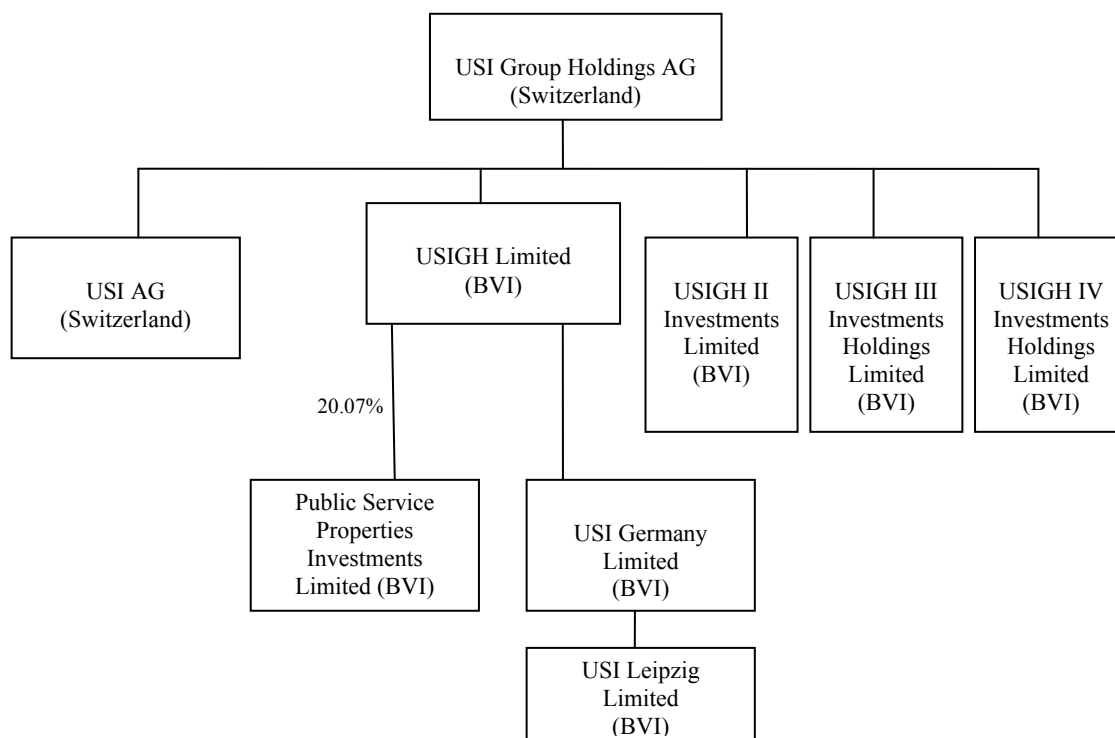 USI Group Holdings AG
(Switzerland)
USI AG
(Switzerland)
USIGH Limited
(BVI)
USIGH II
Investments
Limited
(BVI)
USIGH III
Investments
Holdings
Limited
(BVI)
USIGH IV
Investments
Holdings
Limited
(BVI)
20.07%
Public Service
Properties
Investments
Limited (BVI)
USI Germany
Limited
(BVI)
USI Leipzig
Limited
(BVI)